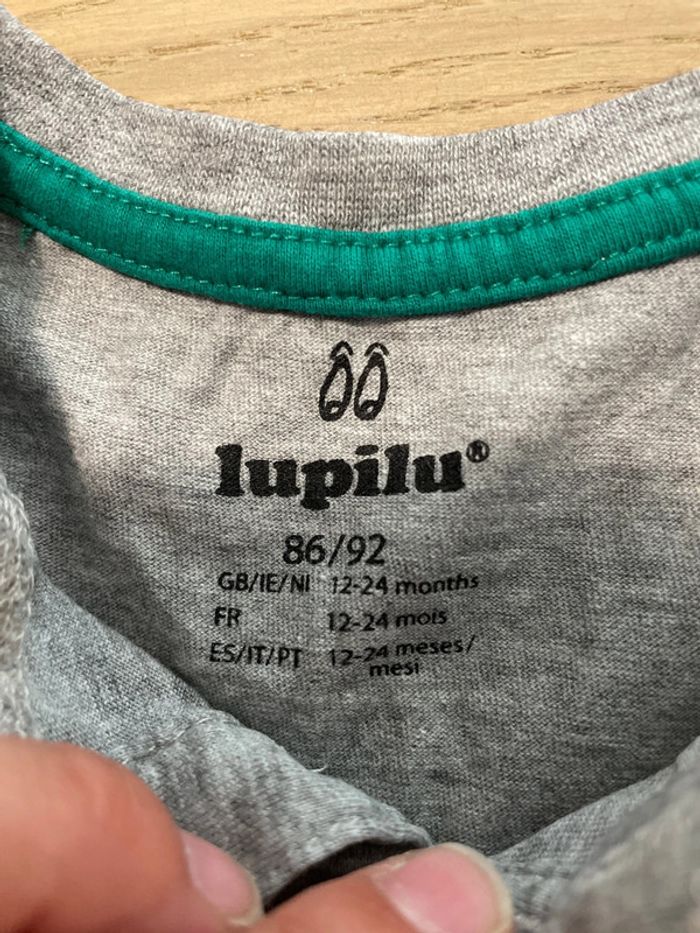 lupilu®
86/92
GB/IE/NI 12-24 months
FR 12-24 mois
ES/IT/PT 12-24 meses/
mesi